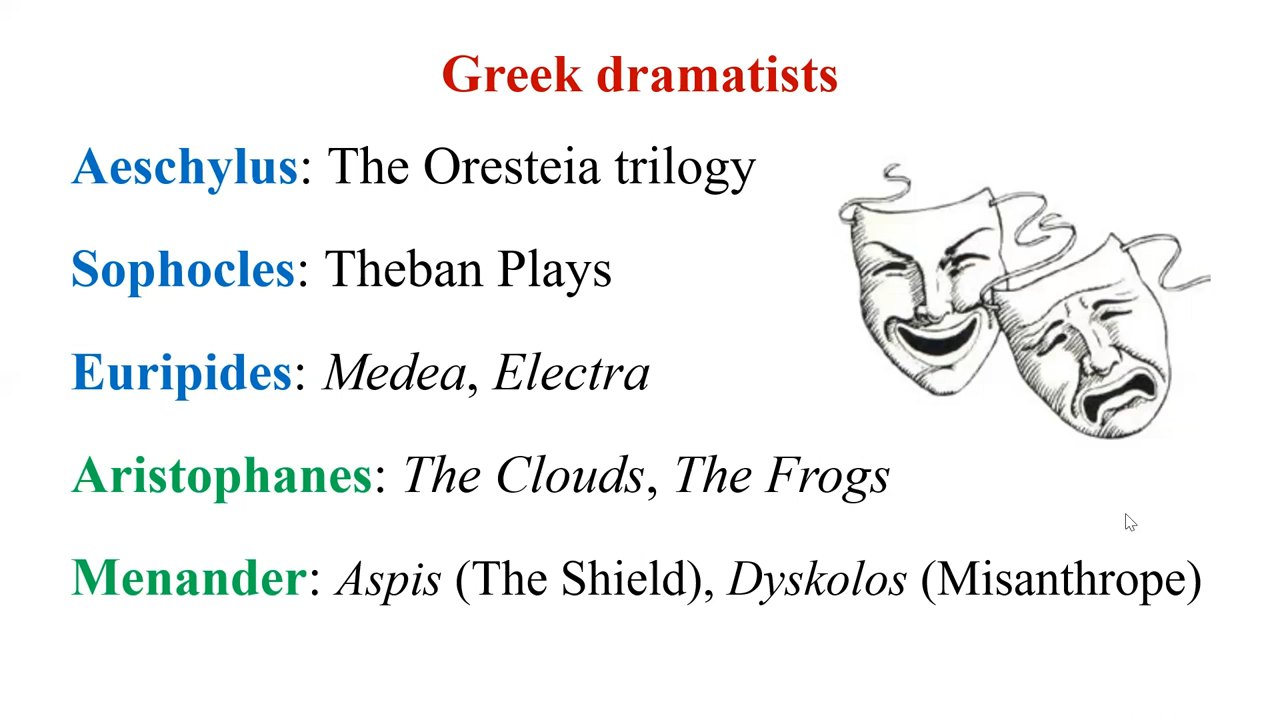 Greek dramatists
Aeschylus: The Oresteia trilogy
Sophocles: Theban Plays
Euripides: Medea, Electra
Aristophanes: The Clouds, The Frogs
Menander: Aspis (The Shield), Dyskolos (Misanthrope)